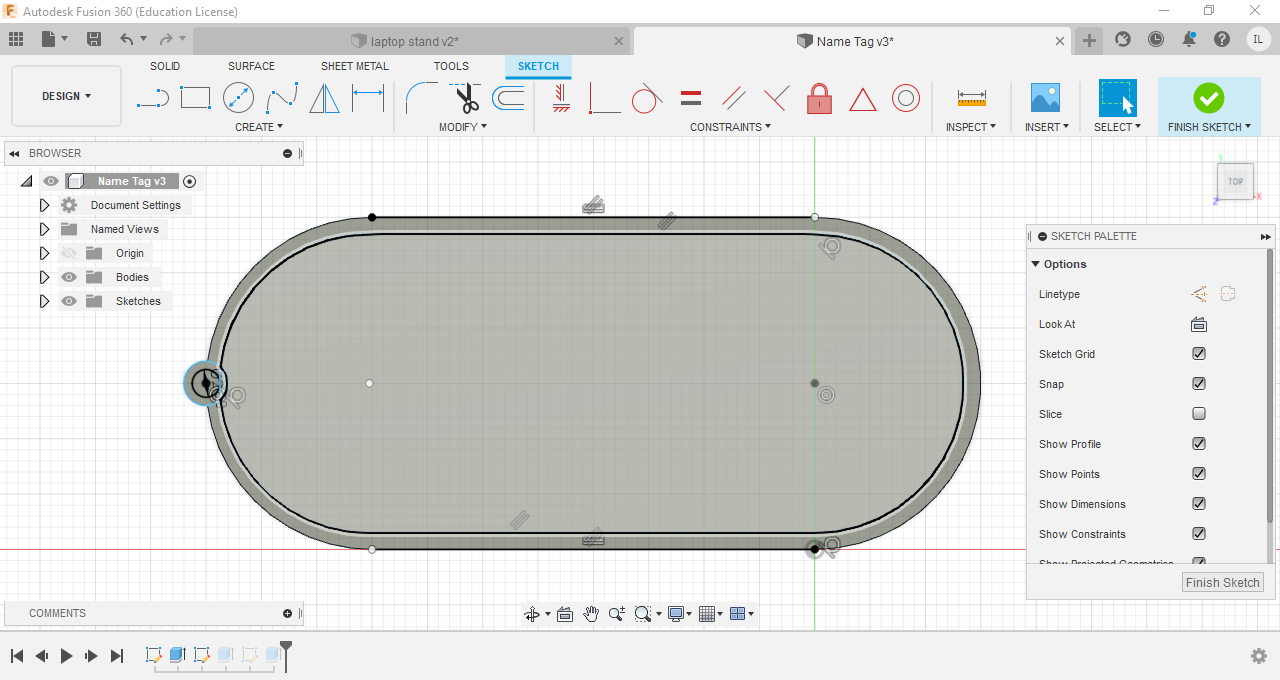 Autodesk Fusion 360 (Education License)
laptop stand v2*
Name Tag v3*
IL
DESIGN
SOLID
SURFACE
SHEET METAL
TOOLS
SKETCH
CREATE
MODIFY
CONSTRAINTS
INSPECT
INSERT
SELECT
FINISH SKETCH
BROWSER
Name Tag v3
Document Settings
Named Views
Origin
Bodies
Sketches
Y
TOP
X
Z
SKETCH PALETTE
Options
Linetype
Look At
Sketch Grid
Snap
Slice
Show Profile
Show Points
Show Dimensions
Show Constraints
Show Projected Geometries
Finish Sketch
COMMENTS